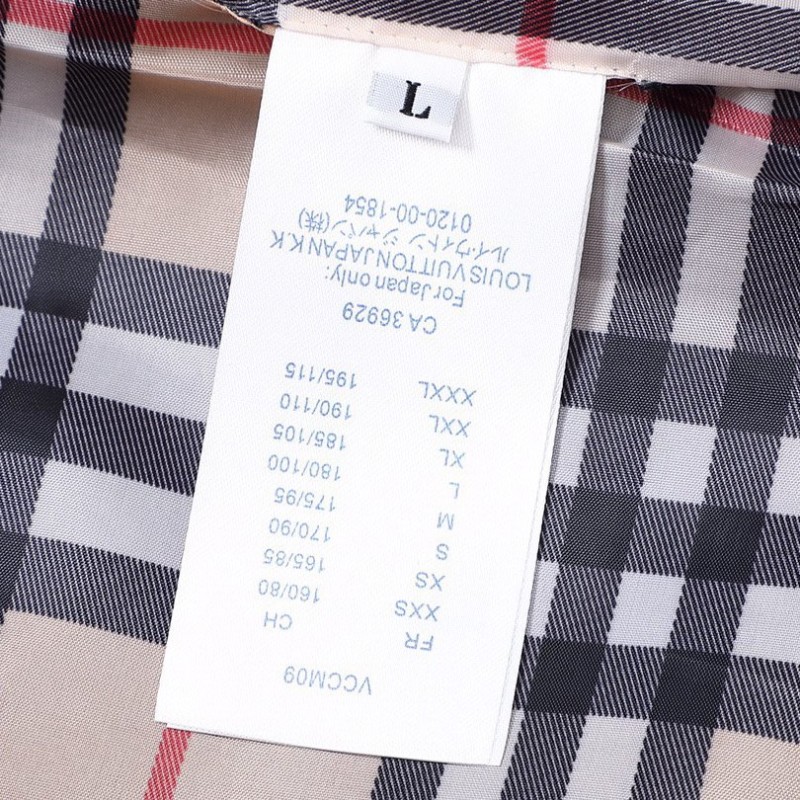 L
VCCM09
FR CH
XXS 160/80
XS 165/85
S 170/90
M 175/95
L 180/100
XL 185/105
XXL 190/110
XXXL 195/115
CA 36929
For Japan only:
LOUIS VUITTON JAPAN K.K
ルイ・ヴィトン ジャパン(株)
0120-00-1854